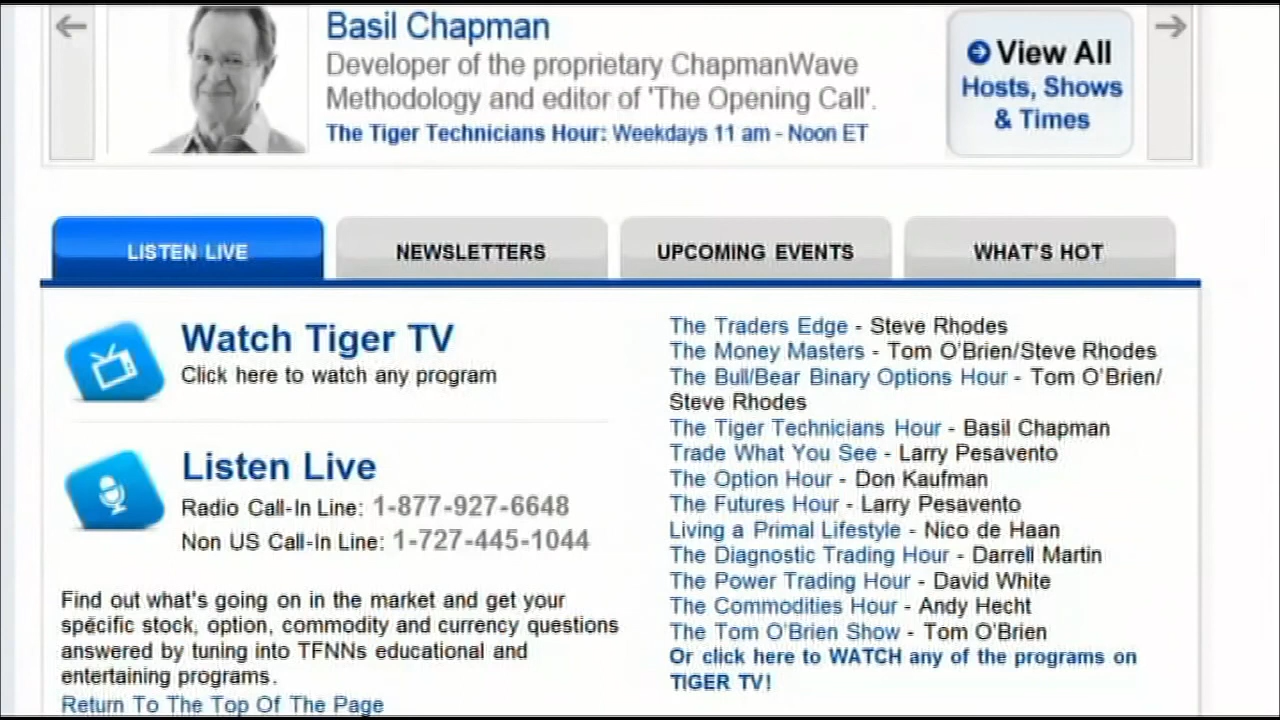 Basil Chapman
Developer of the proprietary ChapmanWave
Methodology and editor of 'The Opening Call'.
The Tiger Technicians Hour: Weekdays 11 am - Noon ET
View All
Hosts, Shows
& Times
LISTEN LIVE
NEWSLETTERS
UPCOMING EVENTS
WHAT'S HOT
Watch Tiger TV
Click here to watch any program
Listen Live
Radio Call-In Line: 1-877-927-6648
Non US Call-In Line: 1-727-445-1044
Find out what's going on in the market and get your
specific stock, option, commodity and currency questions
answered by tuning into TFNNs educational and
entertaining programs.
Return To The Top Of The Page
The Traders Edge - Steve Rhodes
The Money Masters - Tom O'Brien/Steve Rhodes
The Bull/Bear Binary Options Hour - Tom O'Brien/
Steve Rhodes
The Tiger Technicians Hour - Basil Chapman
Trade What You See - Larry Pesavento
The Option Hour - Don Kaufman
The Futures Hour - Larry Pesavento
Living a Primal Lifestyle - Nico de Haan
The Diagnostic Trading Hour - Darrell Martin
The Power Trading Hour - David White
The Commodities Hour - Andy Hecht
The Tom O'Brien Show - Tom O'Brien
Or click here to WATCH any of the programs on
TIGER TV!